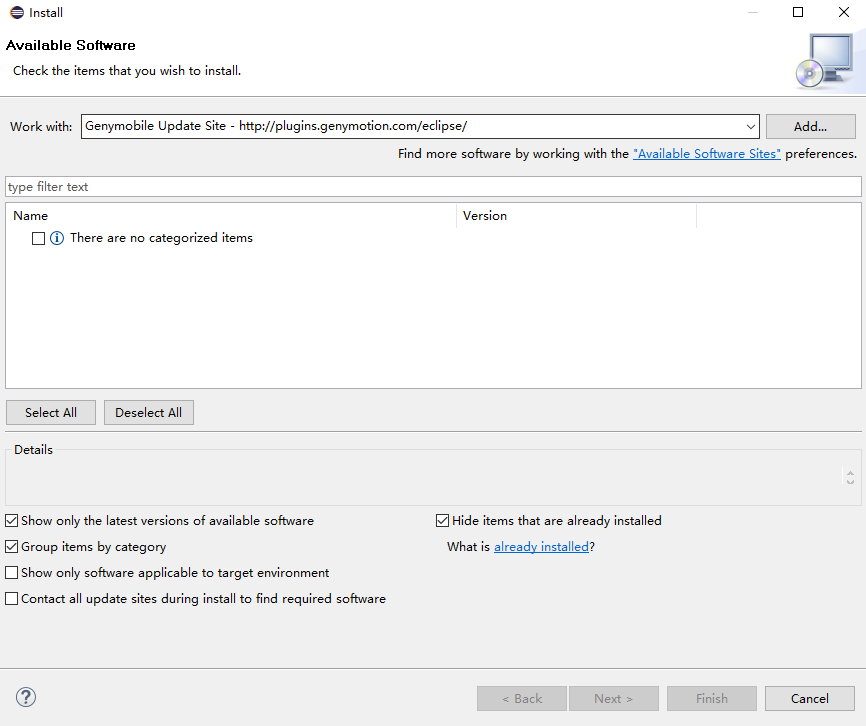 Install
Available Software
Check the items that you wish to install.
Work with: Genymobile Update Site - http://plugins.genymotion.com/eclipse/ Add...
Find more software by working with the "Available Software Sites" preferences.
type filter text
Name Version
There are no categorized items
Select All Deselect All
Details
Show only the latest versions of available software Hide items that are already installed
Group items by category What is already installed?
Show only software applicable to target environment
Contact all update sites during install to find required software
? < Back Next > Finish Cancel